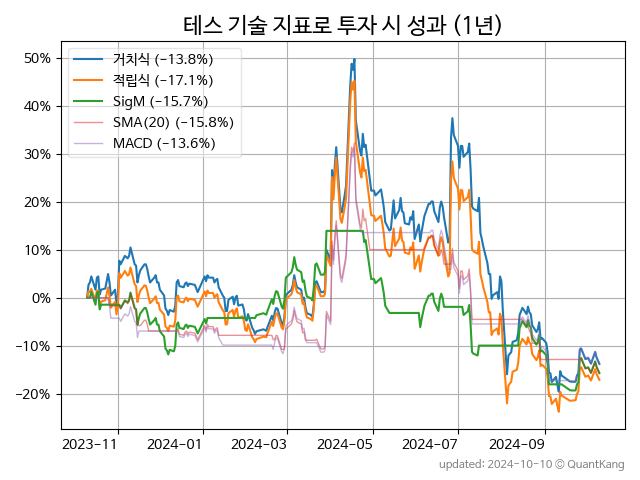 테스 기술 지표로 투자 시 성과 (1년)
거치식 (−13.8%)
적립식 (−17.1%)
SigM (−15.7%)
SMA(20) (−15.8%)
MACD (−13.6%)
50%
40%
30%
20%
10%
0%
−10%
−20%
2023-11 2024-01 2024-03 2024-05 2024-07 2024-09
updated: 2024-10-10 © QuantKang